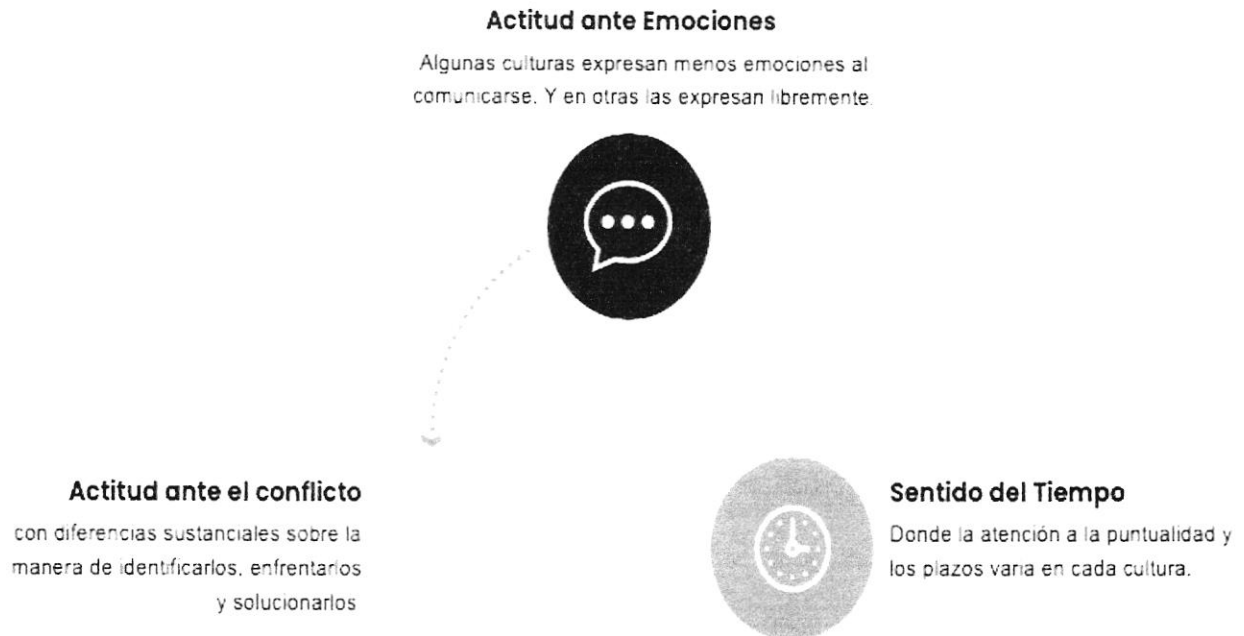 Actitud ante Emociones
Algunas culturas expresan menos emociones al
comunicarse. Y en otras las expresan libremente.
Actitud ante el conflicto
con diferencias sustanciales sobre la
manera de identificarlos, enfrentarlos
y solucionarlos
Sentido del Tiempo
Donde la atención a la puntualidad y
los plazos varia en cada cultura.